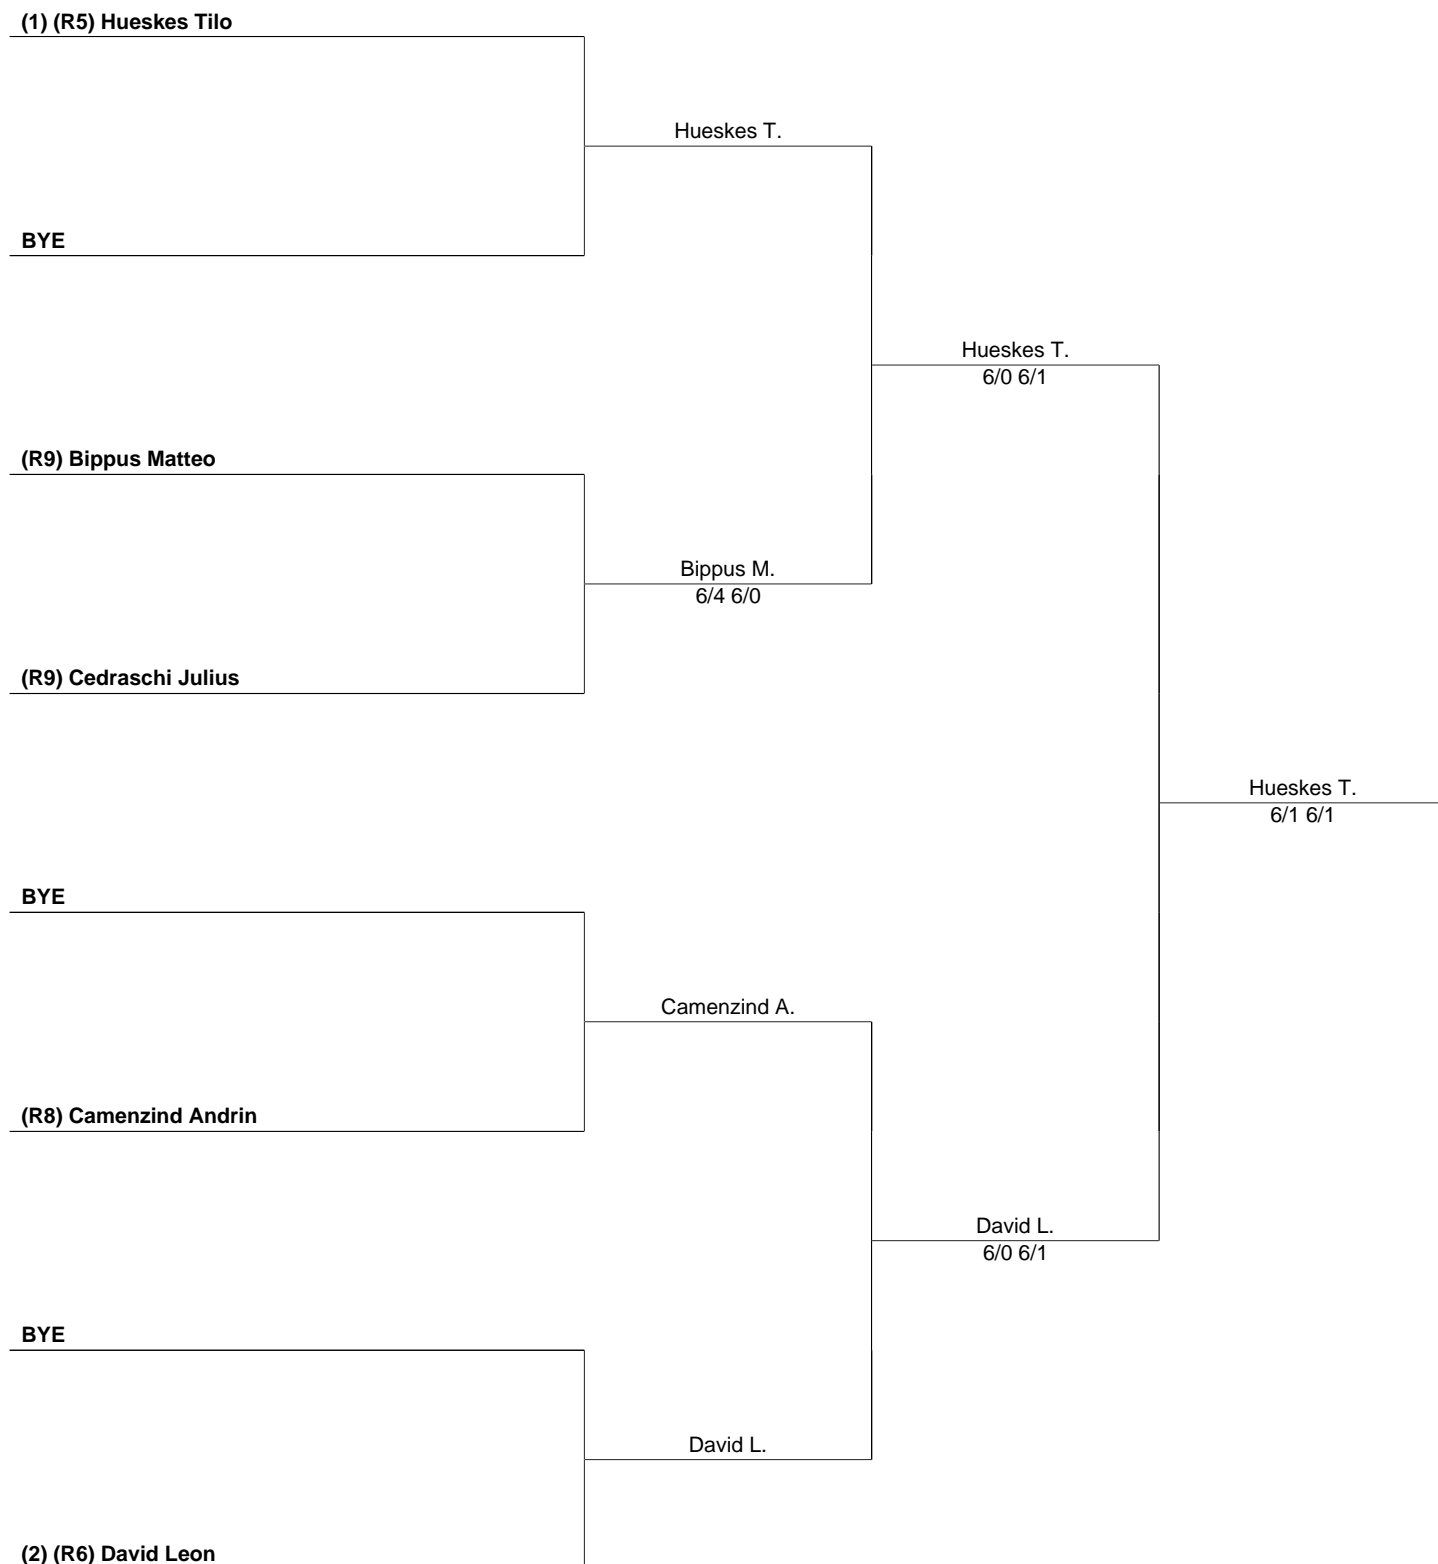 (1) (R5) Hueskes Tilo
Hueskes T.
BYE
Hueskes T.
6/0 6/1
(R9) Bippus Matteo
Bippus M.
6/4 6/0
(R9) Cedraschi Julius
Hueskes T.
6/1 6/1
BYE
Camenzind A.
(R8) Camenzind Andrin
David L.
6/0 6/1
BYE
David L.
(2) (R6) David Leon